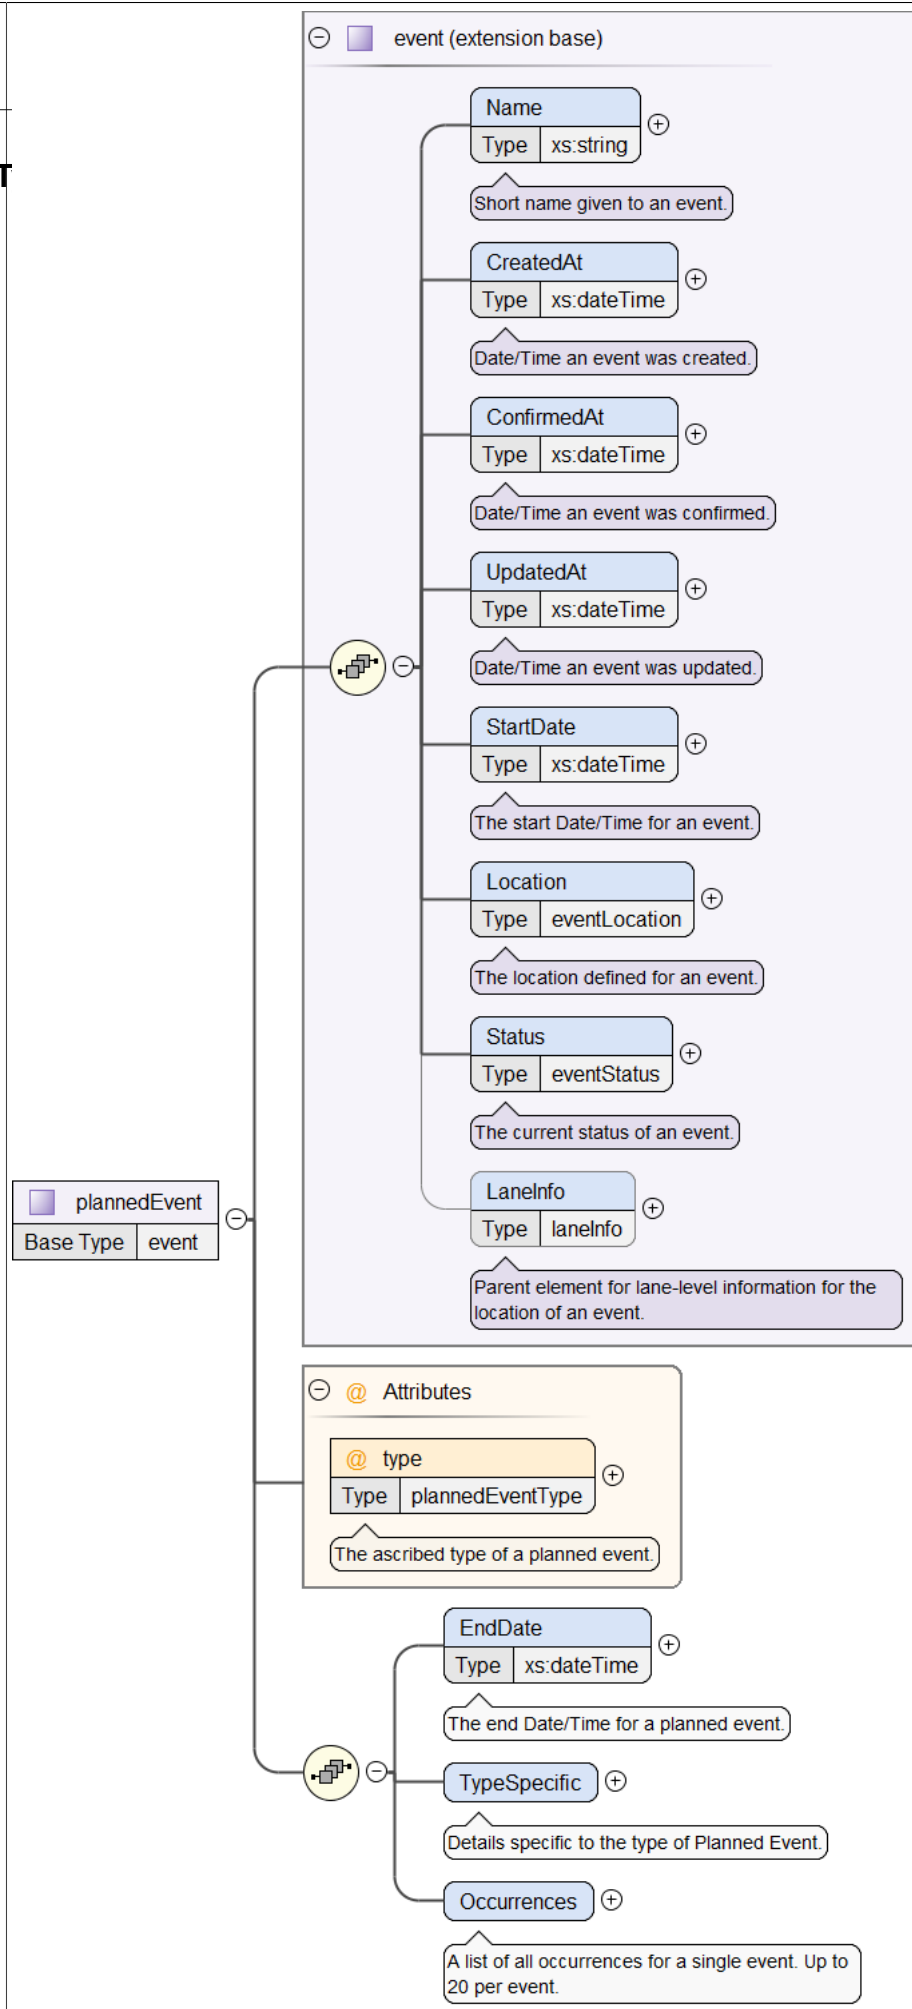 event (extension base)
Name
Type xs:string
Short name given to an event.
CreatedAt
Type xs:dateTime
Date/Time an event was created.
ConfirmedAt
Type xs:dateTime
Date/Time an event was confirmed.
UpdatedAt
Type xs:dateTime
Date/Time an event was updated.
StartDate
Type xs:dateTime
The start Date/Time for an event.
Location
Type eventLocation
The location defined for an event.
Status
Type eventStatus
The current status of an event.
LaneInfo
Type laneInfo
Parent element for lane-level information for the
location of an event.
plannedEvent
Base Type event
@ Attributes
@ type
Type plannedEventType
The ascribed type of a planned event.
EndDate
Type xs:dateTime
The end Date/Time for a planned event.
TypeSpecific
Details specific to the type of Planned Event.
Occurrences
A list of all occurrences for a single event. Up to
20 per event.